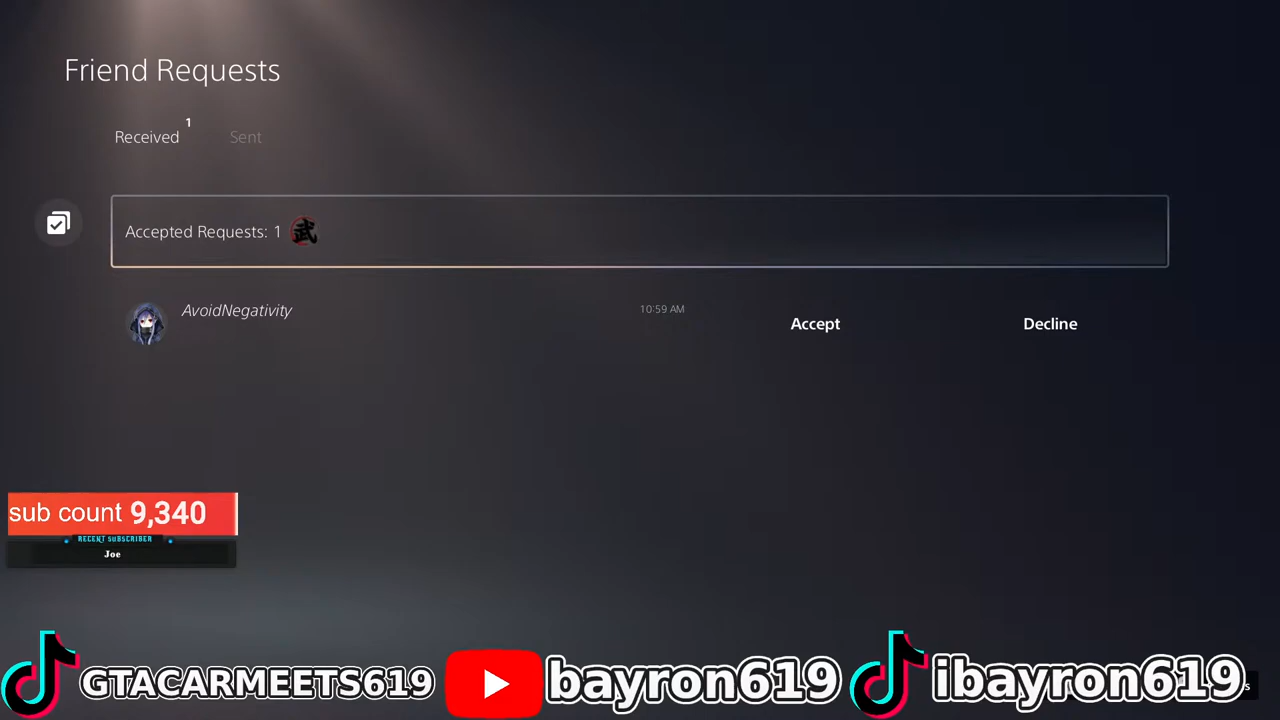 Friend Requests
Received 1 Sent
Accepted Requests: 1 武
AvoidNegativity 10:59 AM Accept Decline
sub count 9,340
RECENT SUBSCRIBER
Joe
GTACARMEETS619 bayron619 ibayron619